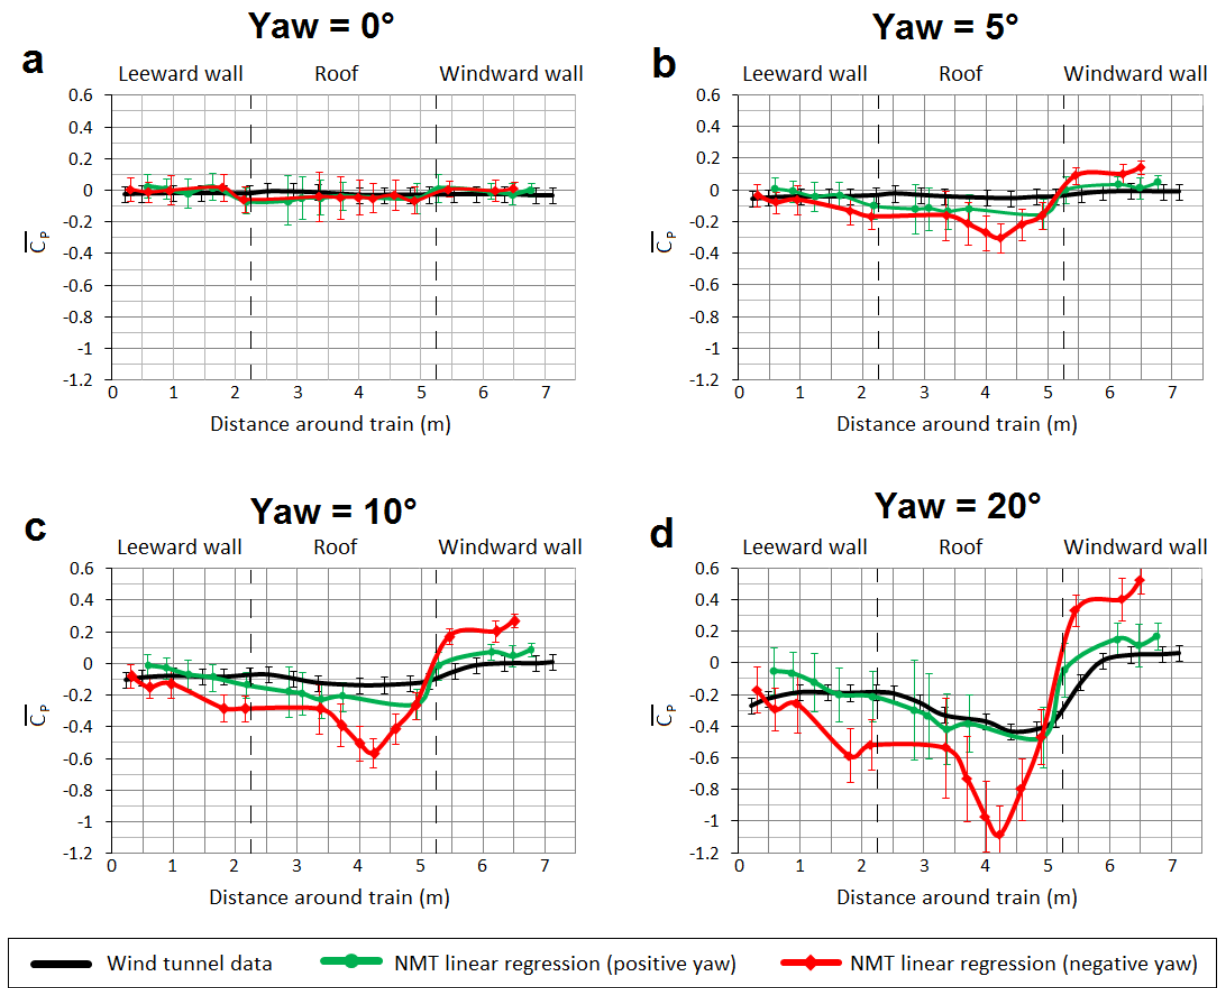 Yaw = 0°
a
Leeward wall Roof Windward wall
0.6
0.4
0.2
0
-0.2
-0.4
-0.6
-0.8
-1
-1.2
C̅P
0 1 2 3 4 5 6 7
Distance around train (m)
Yaw = 5°
b
Leeward wall Roof Windward wall
0.6
0.4
0.2
0
-0.2
-0.4
-0.6
-0.8
-1
-1.2
C̅P
0 1 2 3 4 5 6 7
Distance around train (m)
Yaw = 10°
c
Leeward wall Roof Windward wall
0.6
0.4
0.2
0
-0.2
-0.4
-0.6
-0.8
-1
-1.2
C̅P
0 1 2 3 4 5 6 7
Distance around train (m)
Yaw = 20°
d
Leeward wall Roof Windward wall
0.6
0.4
0.2
0
-0.2
-0.4
-0.6
-0.8
-1
-1.2
C̅P
0 1 2 3 4 5 6 7
Distance around train (m)
Wind tunnel data NMT linear regression (positive yaw) NMT linear regression (negative yaw)